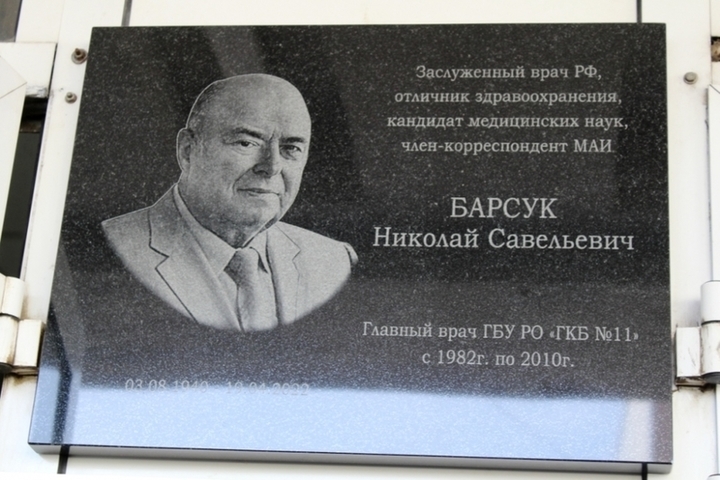 Заслуженный врач РФ,
отличник здравоохранения,
кандидат медицинских наук,
член-корреспондент МАИ
БАРСУК
Николай Савельевич
Главный врач ГБУ РО «ГКБ №11»
с 1982г. по 2010г.